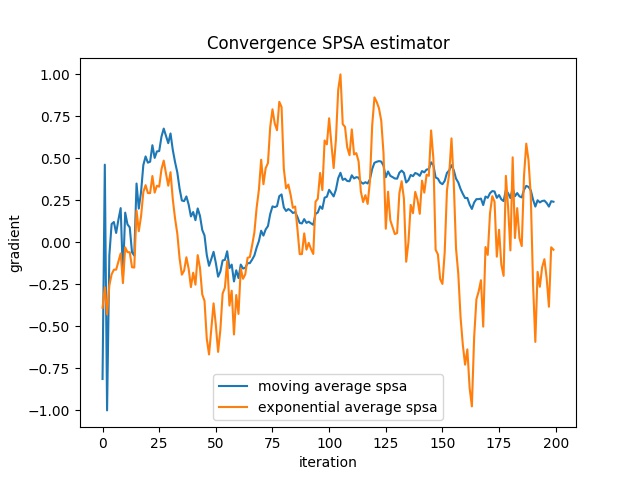 Convergence SPSA estimator
1.00
0.75
0.50
0.25
0.00
−0.25
−0.50
−0.75
−1.00
gradient
moving average spsa
exponential average spsa
0 25 50 75 100 125 150 175 200
iteration